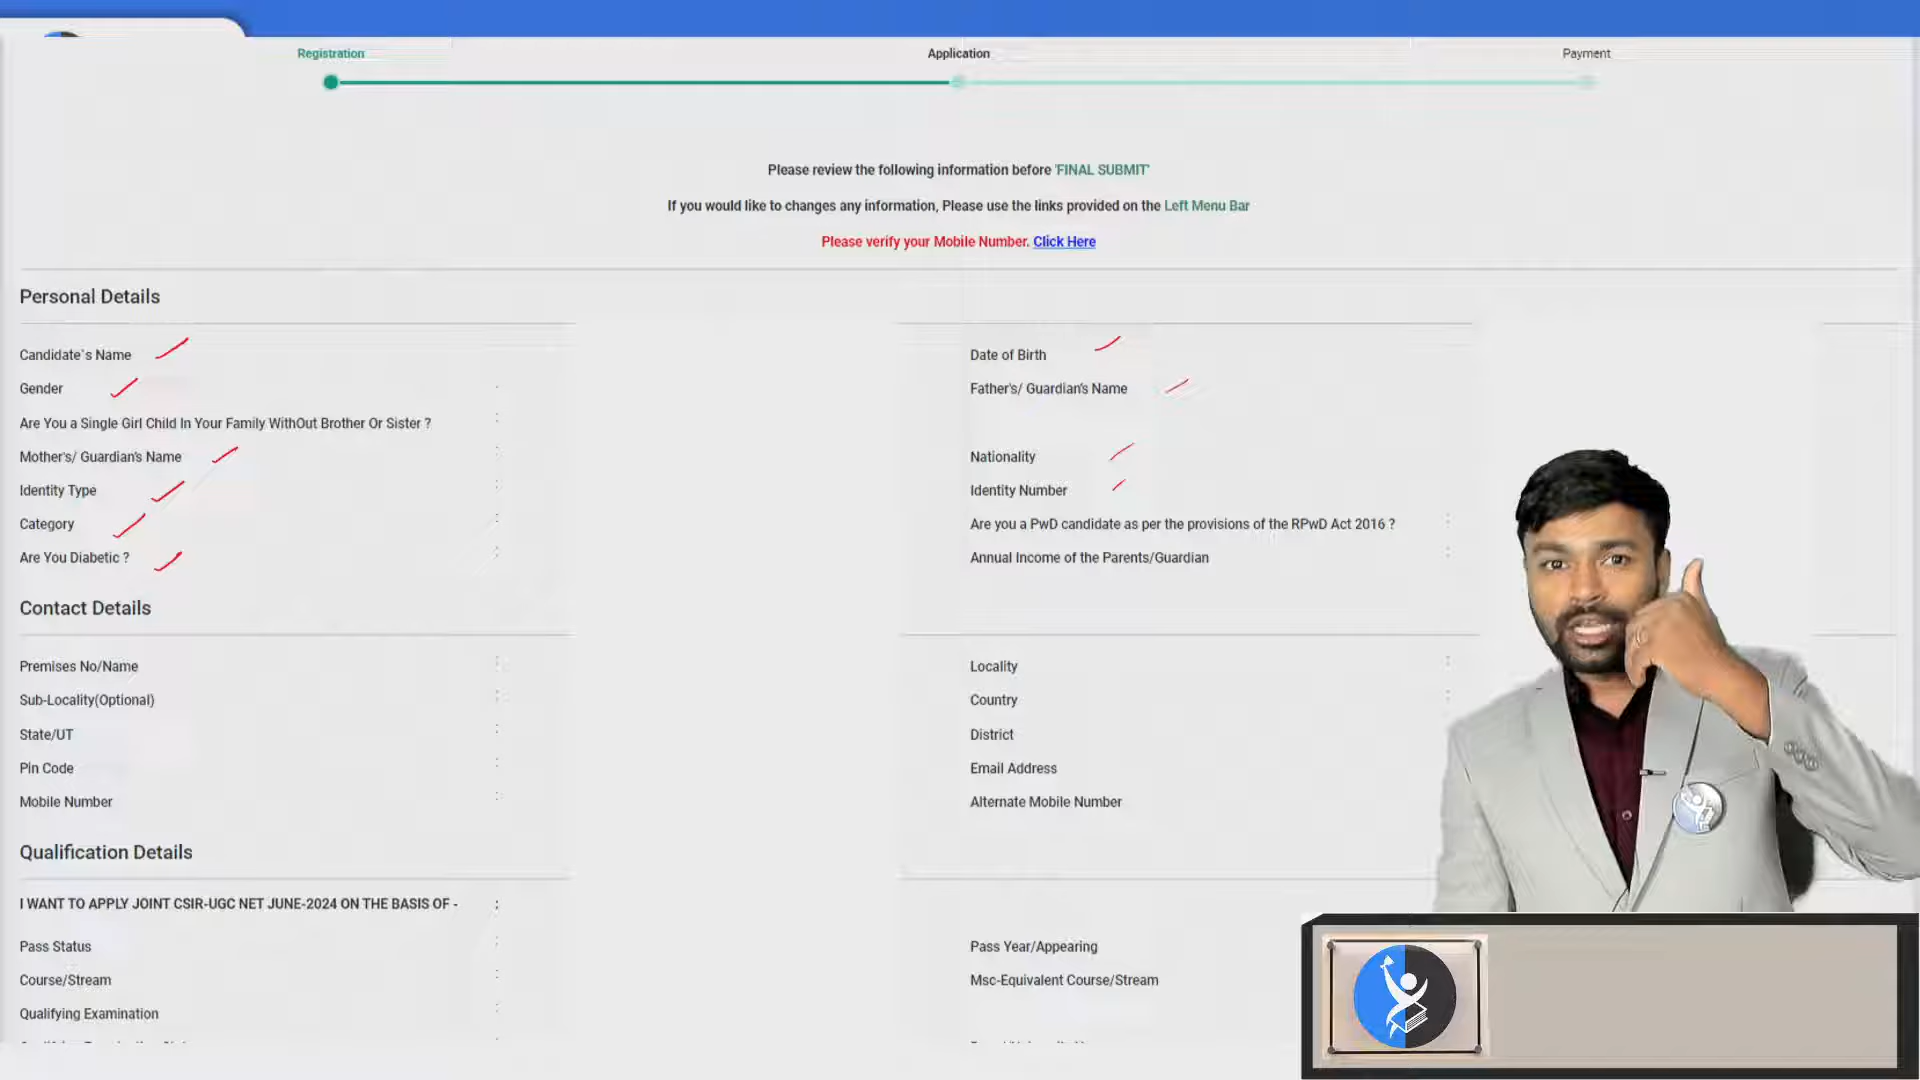 Registration Application Payment
Please review the following information before 'FINAL SUBMIT'
If you would like to changes any information, Please use the links provided on the Left Menu Bar
Please verify your Mobile Number. Click Here
Personal Details
Candidate`s Name
Date of Birth
Gender :
Father's/ Guardian's Name
Are You a Single Girl Child In Your Family WithOut Brother Or Sister ? :
Mother's/ Guardian's Name :
Nationality
Identity Type :
Identity Number
Category :
Are you a PwD candidate as per the provisions of the RPwD Act 2016 ? :
Are You Diabetic ? :
Annual Income of the Parents/Guardian :
Contact Details
Premises No/Name :
Locality :
Sub-Locality(Optional) :
Country :
State/UT :
District
Pin Code :
Email Address
Mobile Number :
Alternate Mobile Number
Qualification Details
I WANT TO APPLY JOINT CSIR-UGC NET JUNE-2024 ON THE BASIS OF - :
Pass Status :
Pass Year/Appearing
Course/Stream :
Msc-Equivalent Course/Stream
Qualifying Examination :